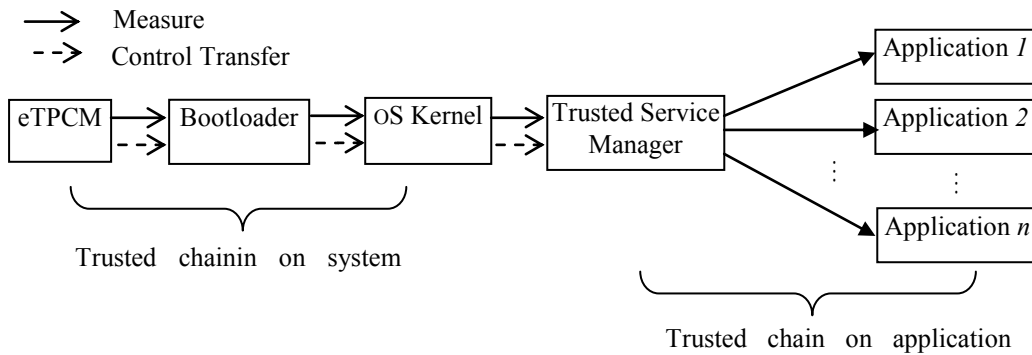 Measure
Control Transfer
eTPCM
Bootloader
OS Kernel
Trusted Service
Manager
Application 1
Application 2
Application n
Trusted chainin on system
Trusted chain on application